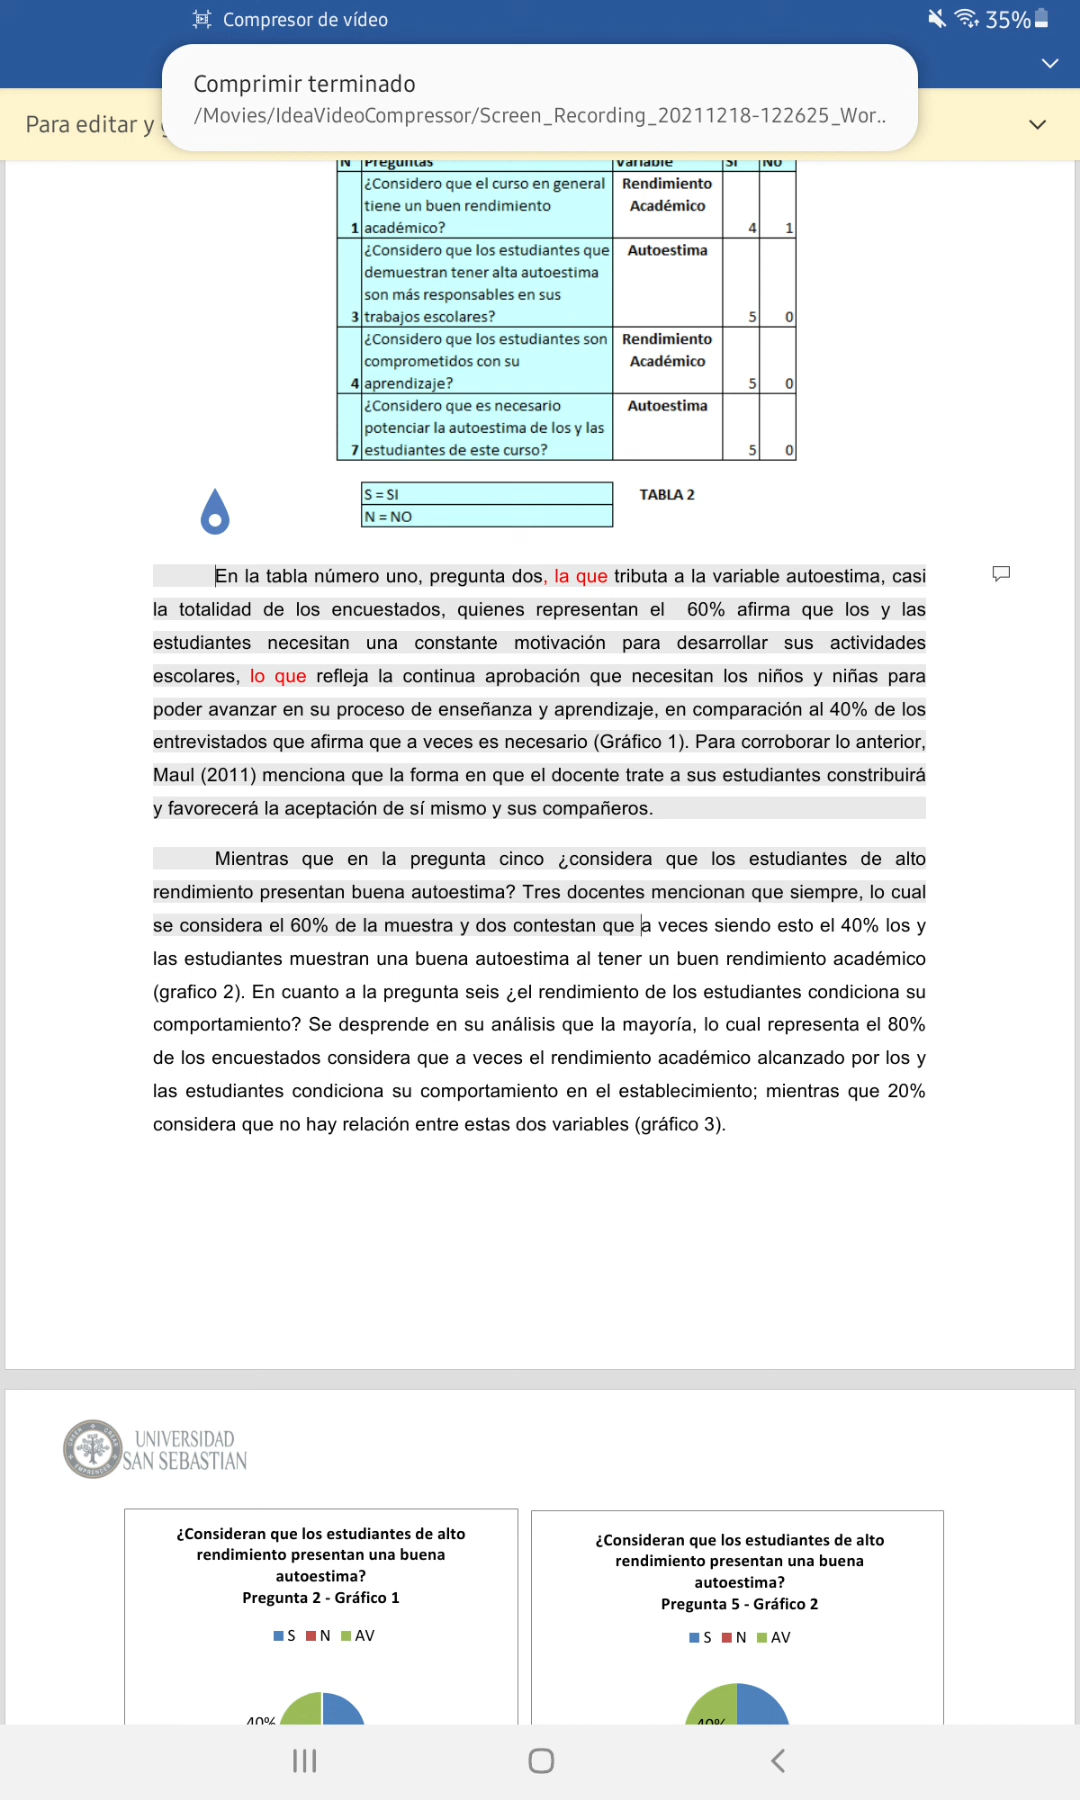 Compresor de vídeo
35%
Comprimir terminado
/Movies/IdeaVideoCompressor/Screen_Recording_20211218-122625_Wor..
Para editar y
N Preguntas Variable SI No
¿Considero que el curso en general Rendimiento
tiene un buen rendimiento Académico
1 académico? 4 1
¿Considero que los estudiantes que Autoestima
demuestran tener alta autoestima
son más responsables en sus
3 trabajos escolares? 5 0
¿Considero que los estudiantes son Rendimiento
comprometidos con su Académico
4 aprendizaje? 5 0
¿Considero que es necesario Autoestima
potenciar la autoestima de los y las
7 estudiantes de este curso? 5 0
S = SI TABLA 2
N = NO
En la tabla número uno, pregunta dos, la que tributa a la variable autoestima, casi
la totalidad de los encuestados, quienes representan el 60% afirma que los y las
estudiantes necesitan una constante motivación para desarrollar sus actividades
escolares, lo que refleja la continua aprobación que necesitan los niños y niñas para
poder avanzar en su proceso de enseñanza y aprendizaje, en comparación al 40% de los
entrevistados que afirma que a veces es necesario (Gráfico 1). Para corroborar lo anterior,
Maul (2011) menciona que la forma en que el docente trate a sus estudiantes constribuirá
y favorecerá la aceptación de sí mismo y sus compañeros.
Mientras que en la pregunta cinco ¿considera que los estudiantes de alto
rendimiento presentan buena autoestima? Tres docentes mencionan que siempre, lo cual
se considera el 60% de la muestra y dos contestan que a veces siendo esto el 40% los y
las estudiantes muestran una buena autoestima al tener un buen rendimiento académico
(grafico 2). En cuanto a la pregunta seis ¿el rendimiento de los estudiantes condiciona su
comportamiento? Se desprende en su análisis que la mayoría, lo cual representa el 80%
de los encuestados considera que a veces el rendimiento académico alcanzado por los y
las estudiantes condiciona su comportamiento en el establecimiento; mientras que 20%
considera que no hay relación entre estas dos variables (gráfico 3).
UNIVERSIDAD
SAN SEBASTIAN
¿Consideran que los estudiantes de alto
rendimiento presentan una buena
autoestima?
Pregunta 2 - Gráfico 1
S N AV
40%
¿Consideran que los estudiantes de alto
rendimiento presentan una buena
autoestima?
Pregunta 5 - Gráfico 2
S N AV
40%